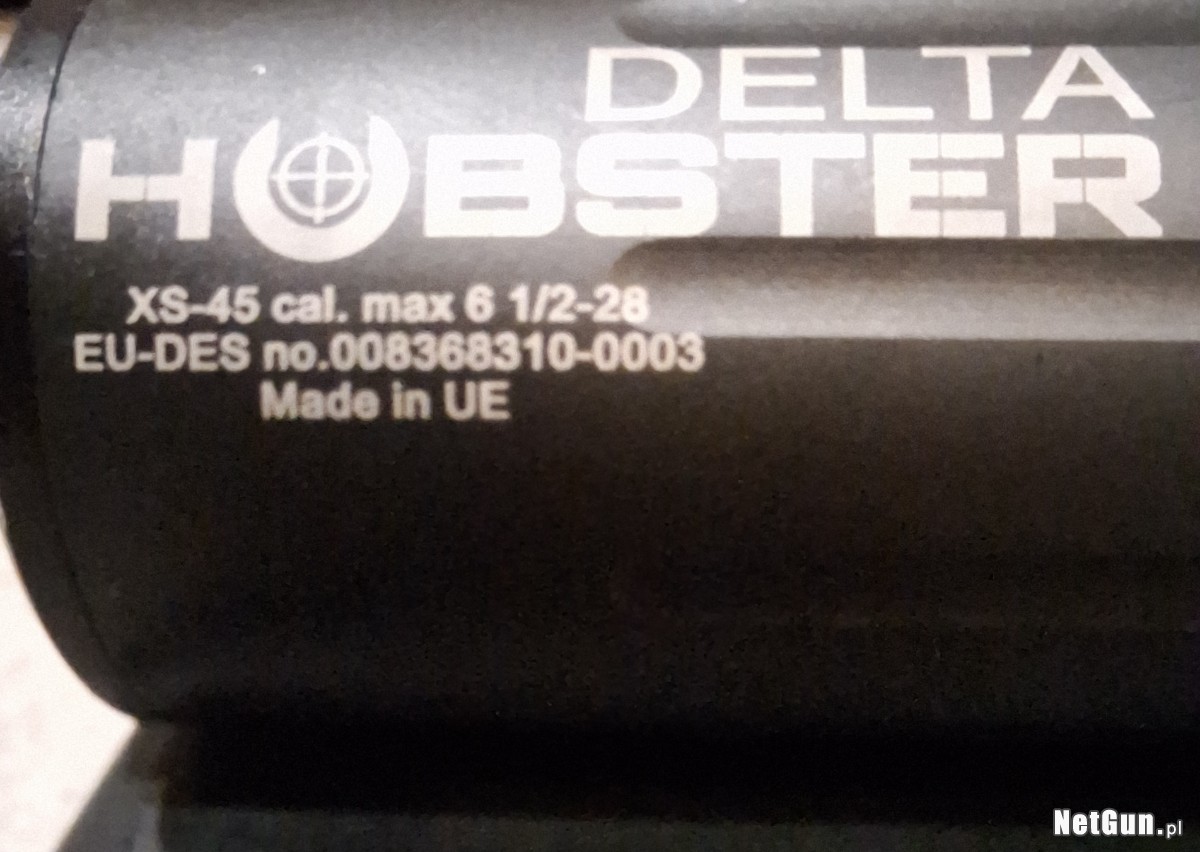 DELTA
HUBSTER
XS-45 cal. max 6 1/2-28
EU-DES no.008368310-0003
Made in UE
NetGun.pl